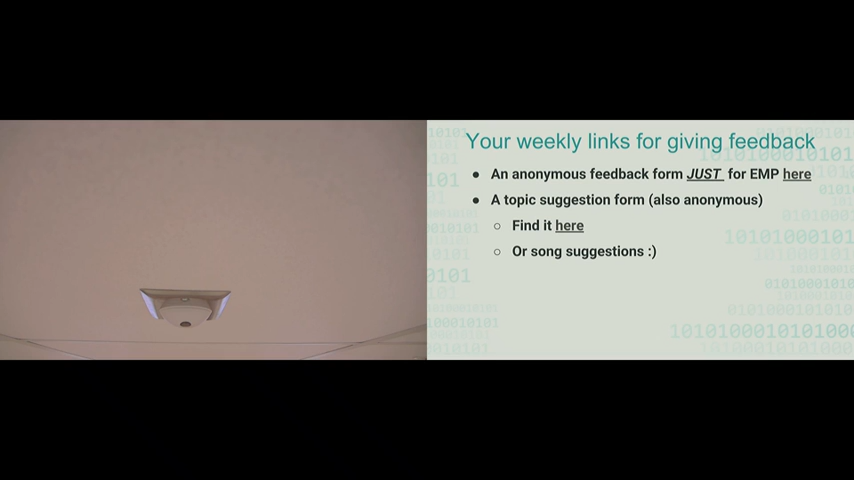 Your weekly links for giving feedback
● An anonymous feedback form JUST for EMP here
● A topic suggestion form (also anonymous)
○ Find it here
○ Or song suggestions :)